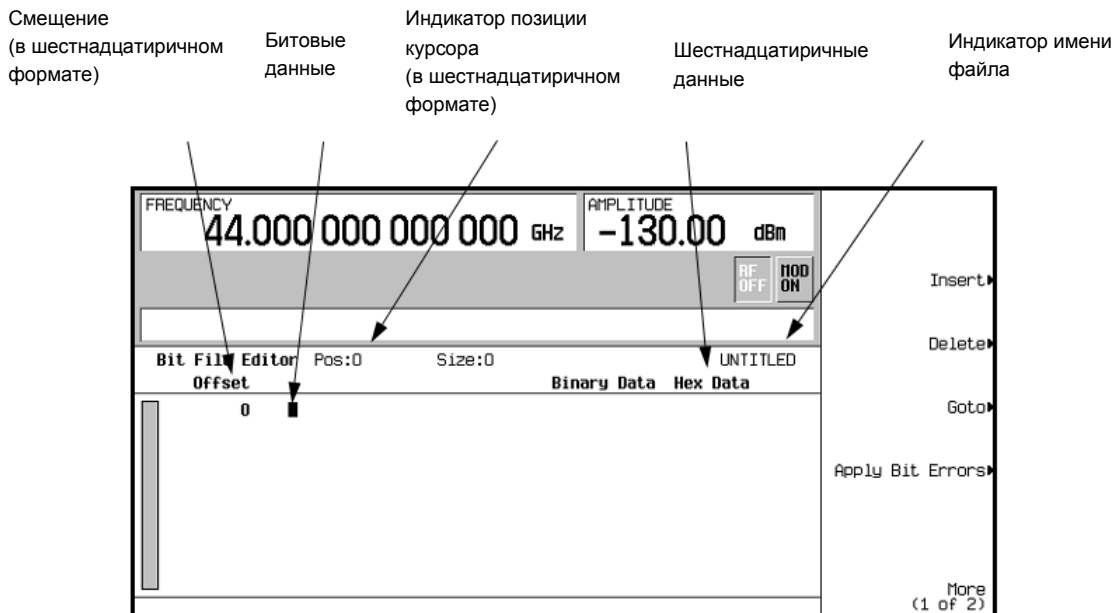 Смещение
(в шестнадцатиричном
формате)
Битовые
данные
Индикатор позиции
курсора
(в шестнадцатиричном
формате)
Шестнадцатиричные
данные
Индикатор имени
файла
FREQUENCY
44.000 000 000 000 GHz
AMPLITUDE
-130.00 dBm
RF
OFF
MOD
ON
Insert
Bit File Editor Pos:0 Size:0 UNTITLED
Delete
Offset Binary Data Hex Data
0
Goto
Apply Bit Errors
More
(1 of 2)